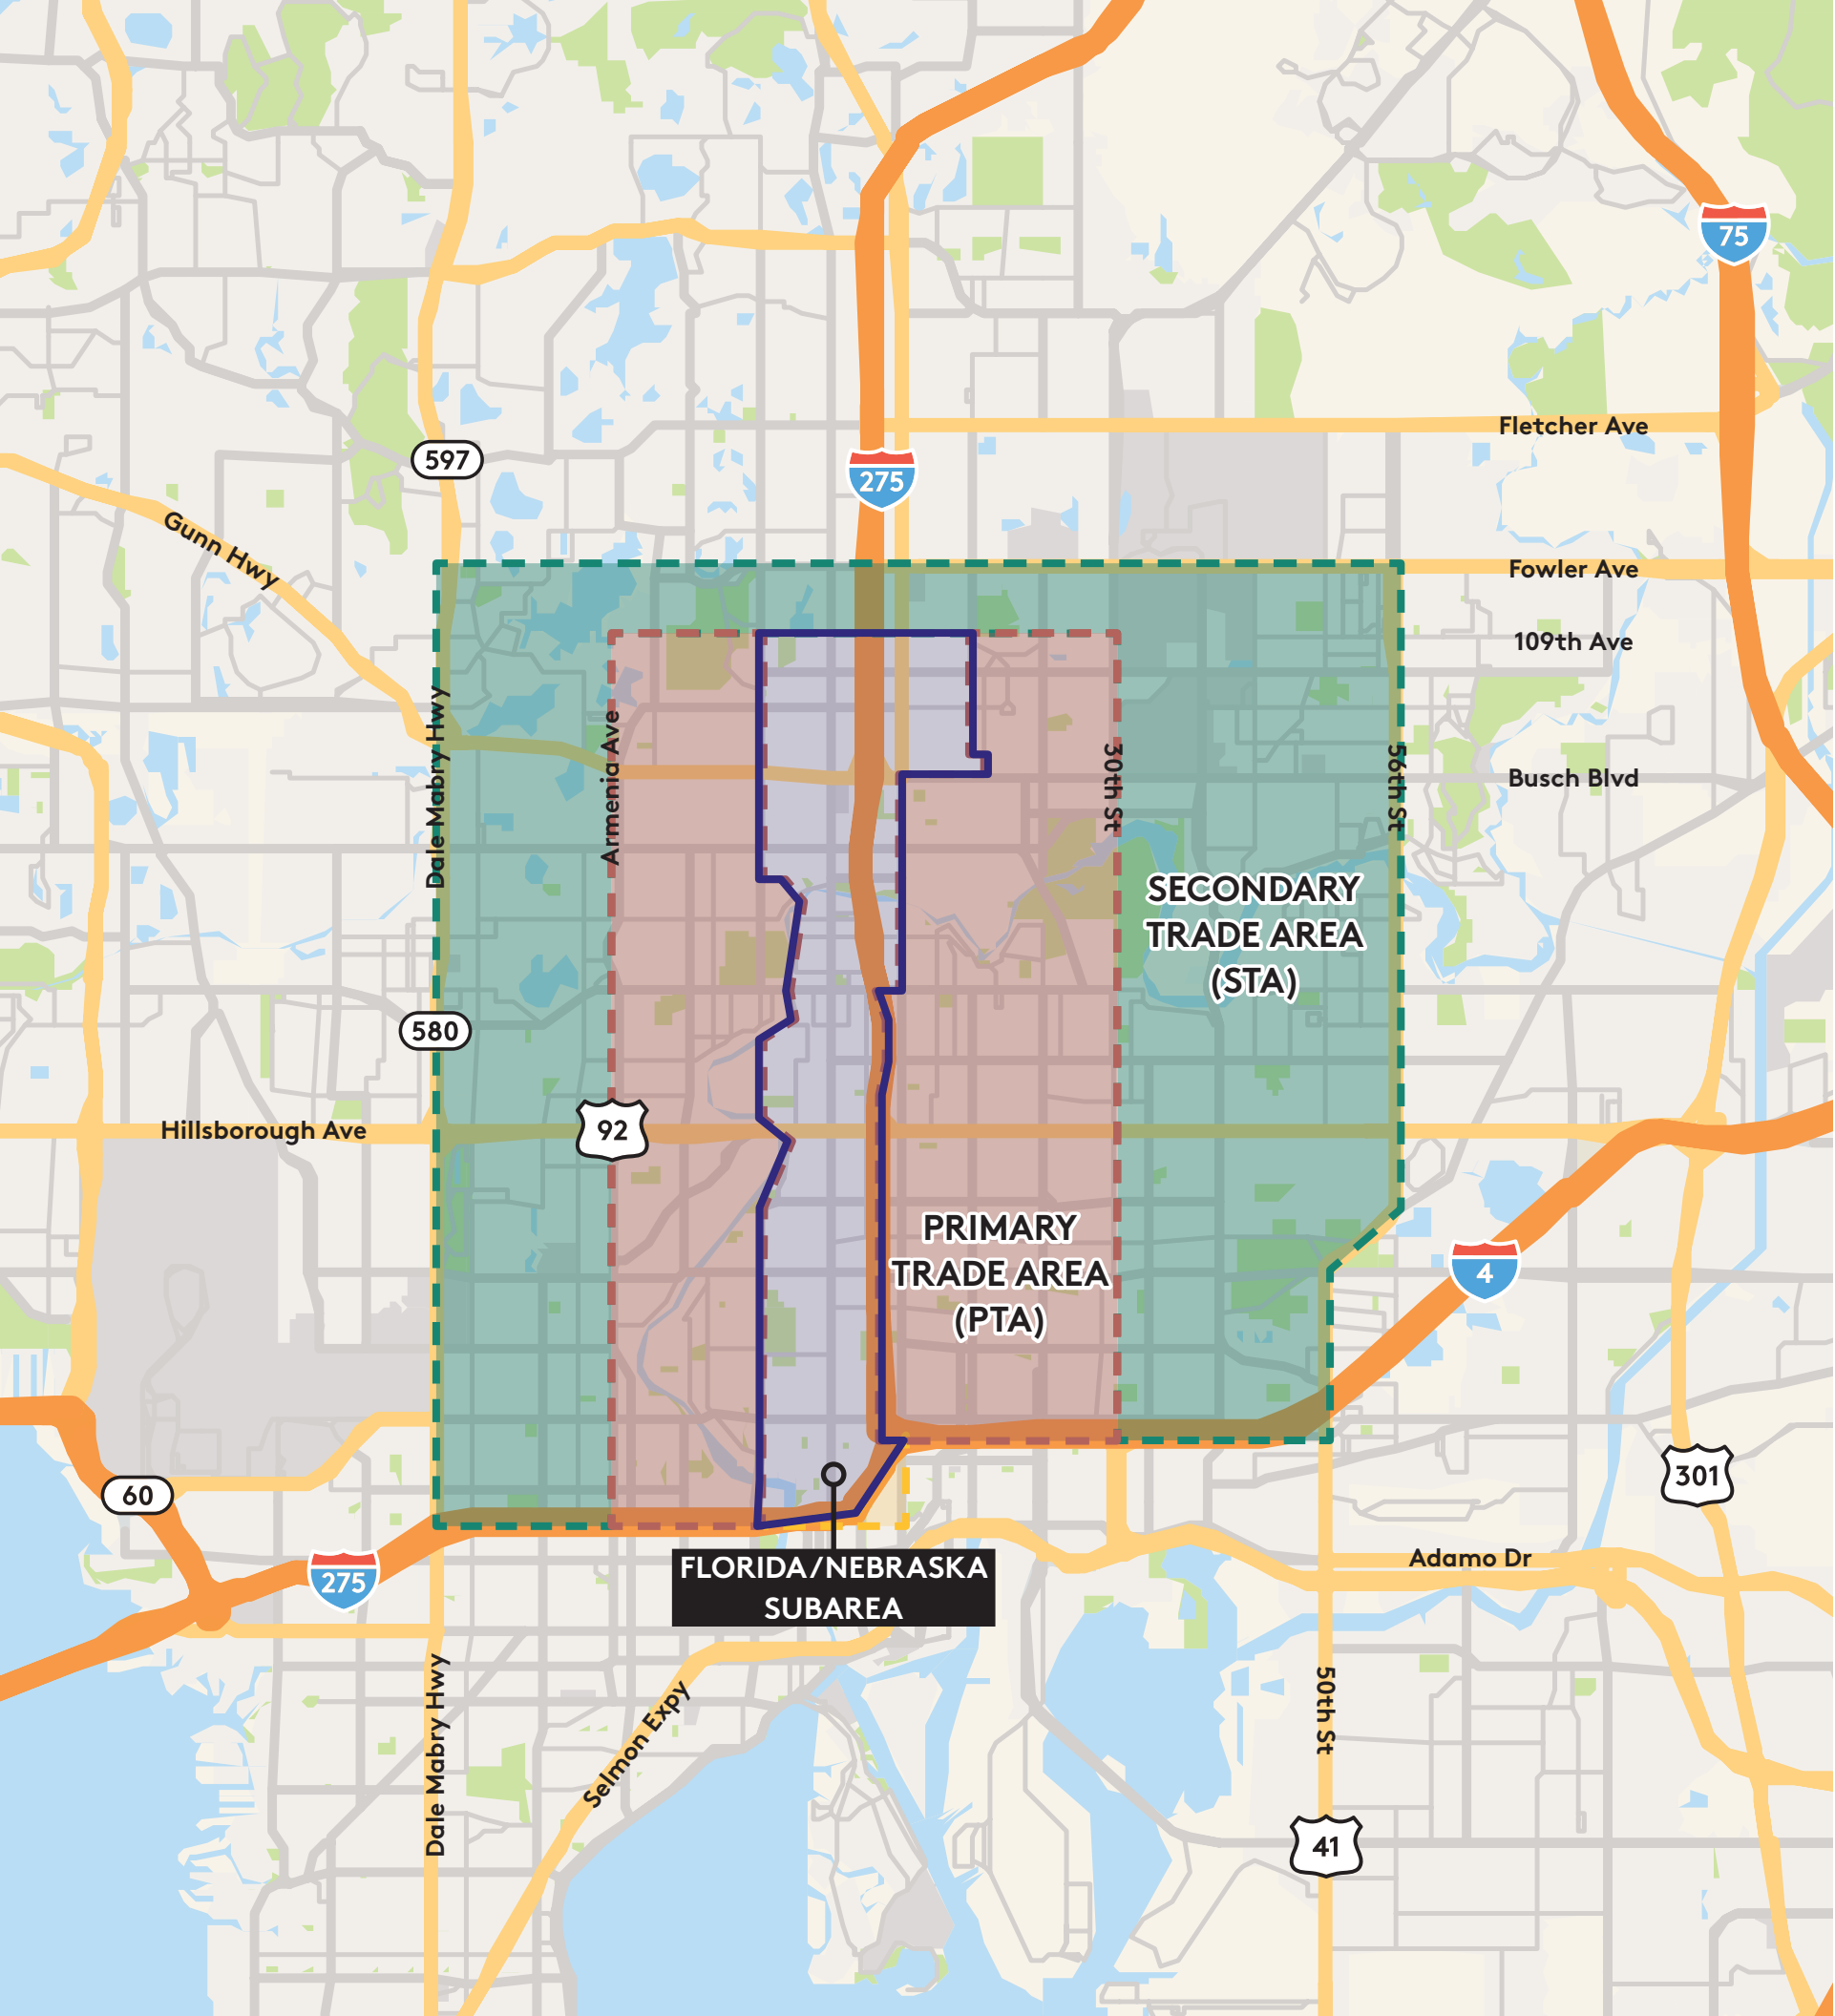 75
Fletcher Ave
597
275
Gunn Hwy
Fowler Ave
109th Ave
Dale Mabry Hwy
Armenia Ave
30th St
56th St
Busch Blvd
SECONDARY
TRADE AREA
(STA)
580
Hillsborough Ave
92
PRIMARY
TRADE AREA
(PTA)
4
60
301
275
FLORIDA/NEBRASKA
SUBAREA
Adamo Dr
Dale Mabry Hwy
Selmon Expy
50th St
41